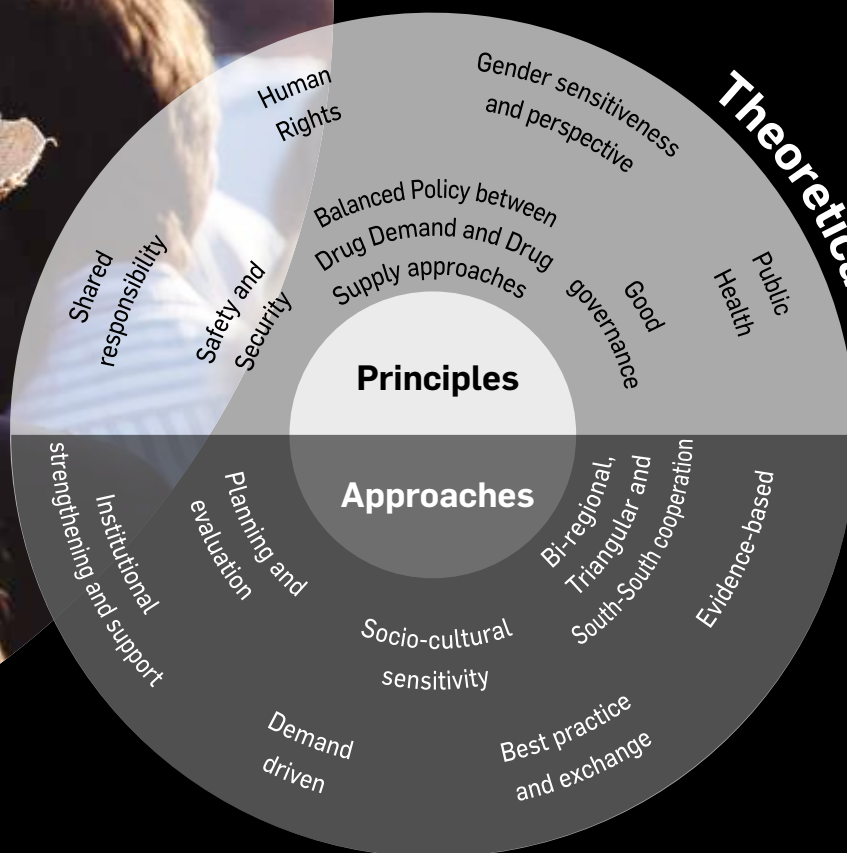 Theoretica
Human
Rights
Gender sensitiveness
and perspective
Shared
responsibility
Safety and
Security
Balanced Policy between
Drug Demand and Drug
Supply approaches
Good
governance
Public
Health
Principles
Approaches
Institutional
strengthening and support
Planning and
evaluation
Socio-cultural
sensitivity
Bi-regional,
Triangular and
South-South cooperation
Evidence-based
Demand
driven
Best practice
and exchange